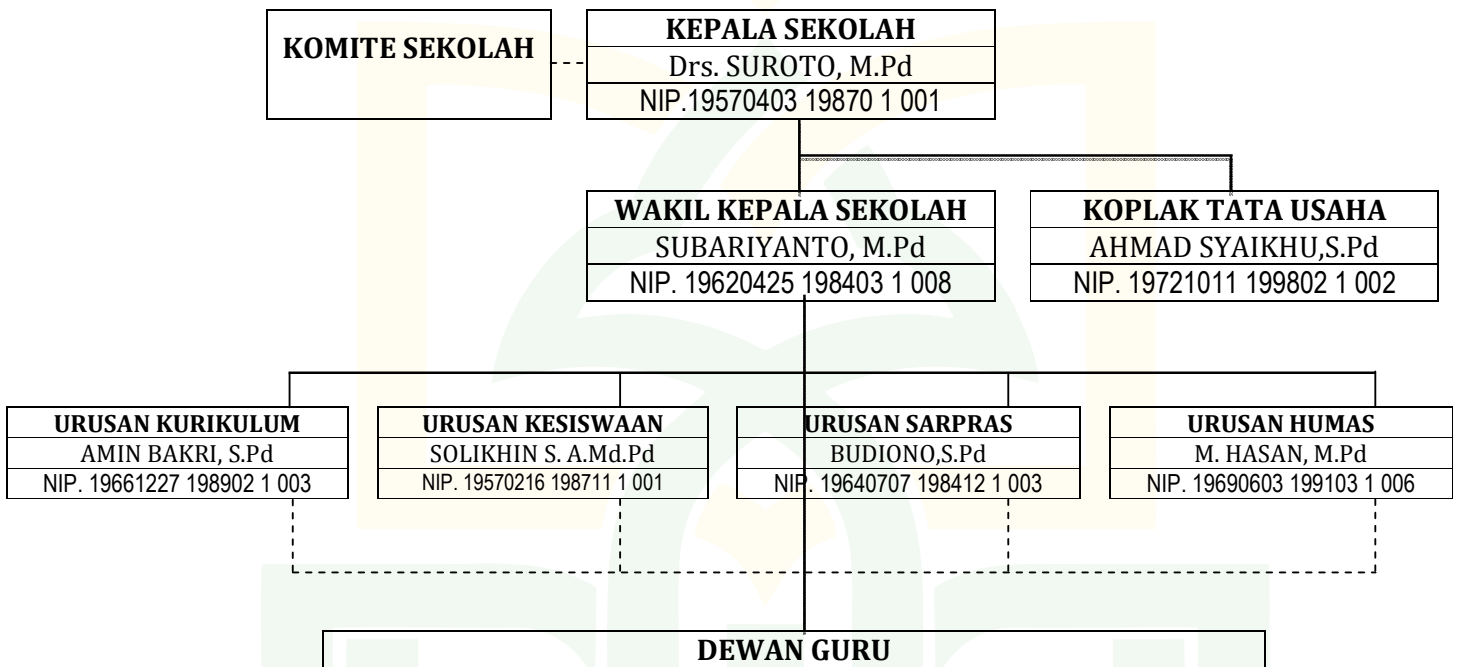 KOMITE SEKOLAH
KEPALA SEKOLAH
Drs. SUROTO, M.Pd
NIP.19570403 19870 1 001
WAKIL KEPALA SEKOLAH
SUBARIYANTO, M.Pd
NIP. 19620425 198403 1 008
KOPLAK TATA USAHA
AHMAD SYAIKHU,S.Pd
NIP. 19721011 199802 1 002
URUSAN KURIKULUM
AMIN BAKRI, S.Pd
NIP. 19661227 198902 1 003
URUSAN KESISWAAN
SOLIKHIN S. A.Md.Pd
NIP. 19570216 198711 1 001
URUSAN SARPRAS
BUDIONO,S.Pd
NIP. 19640707 198412 1 003
URUSAN HUMAS
M. HASAN, M.Pd
NIP. 19690603 199103 1 006
DEWAN GURU